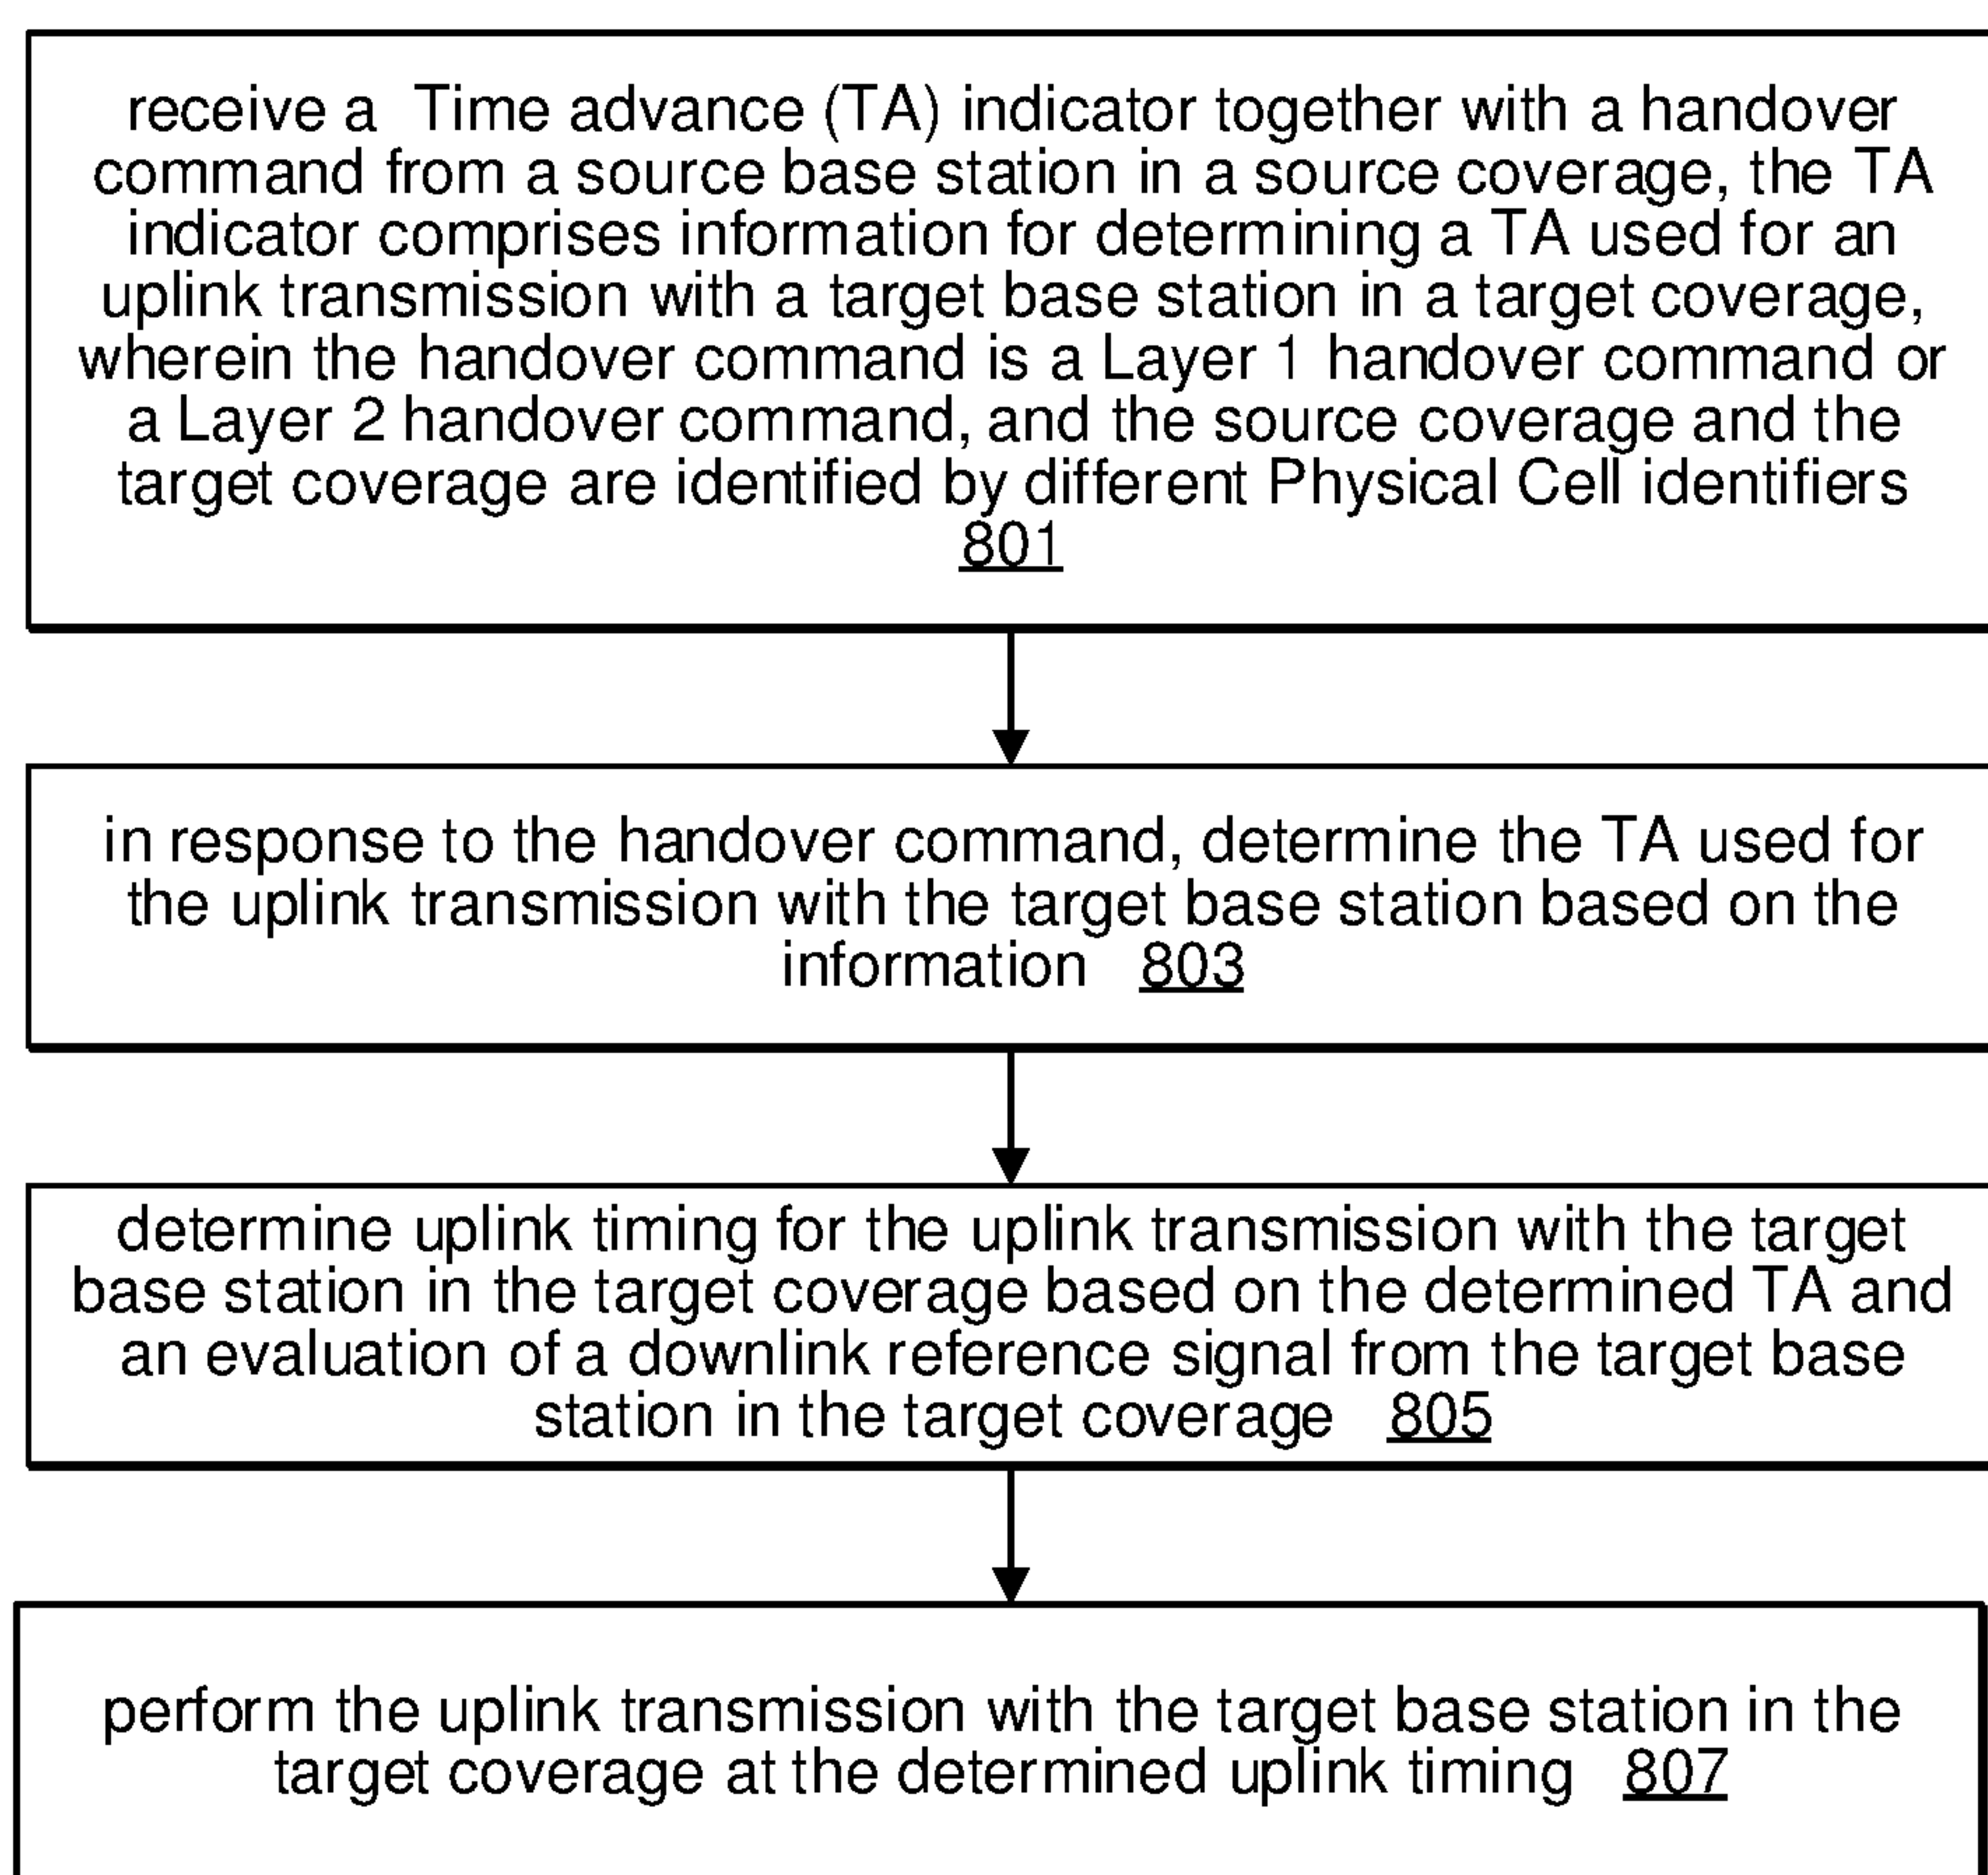 receive a Time advance (TA) indicator together with a handover
command from a source base station in a source coverage, the TA
indicator comprises information for determining a TA used for an
uplink transmission with a target base station in a target coverage,
wherein the handover command is a Layer 1 handover command or
a Layer 2 handover command, and the source coverage and the
target coverage are identified by different Physical Cell identifiers
801
in response to the handover command, determine the TA used for
the uplink transmission with the target base station based on the
information 803
determine uplink timing for the uplink transmission with the target
base station in the target coverage based on the determined TA and
an evaluation of a downlink reference signal from the target base
station in the target coverage 805
perform the uplink transmission with the target base station in the
target coverage at the determined uplink timing 807